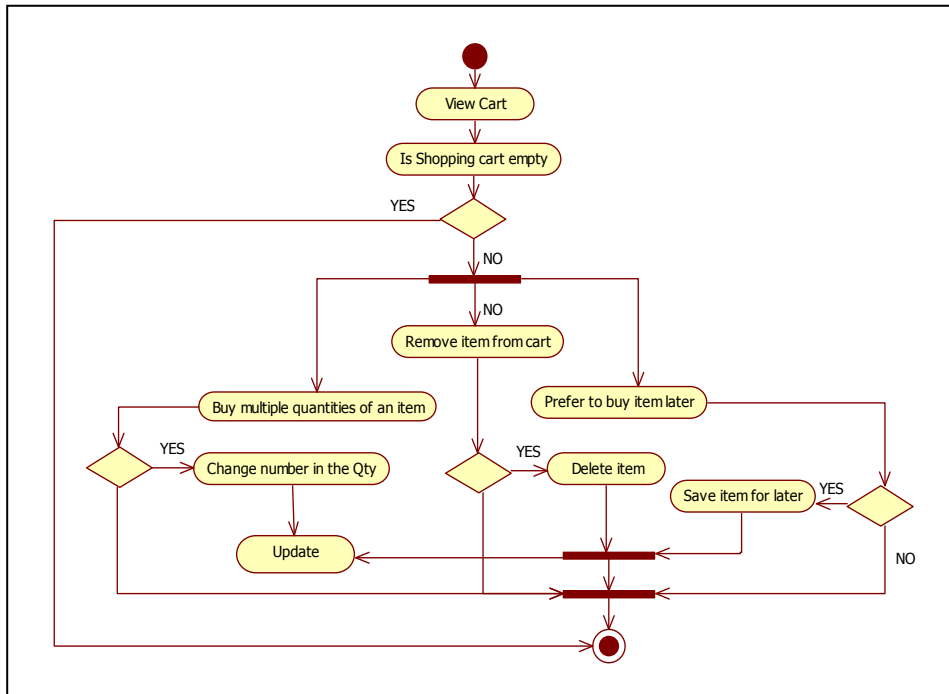 View Cart
Is Shopping cart empty
YES
NO
NO
Remove item from cart
Buy multiple quantities of an item
Prefer to buy item later
YES
Change number in the Qty
YES
Delete item
Save item for later
YES
Update
NO